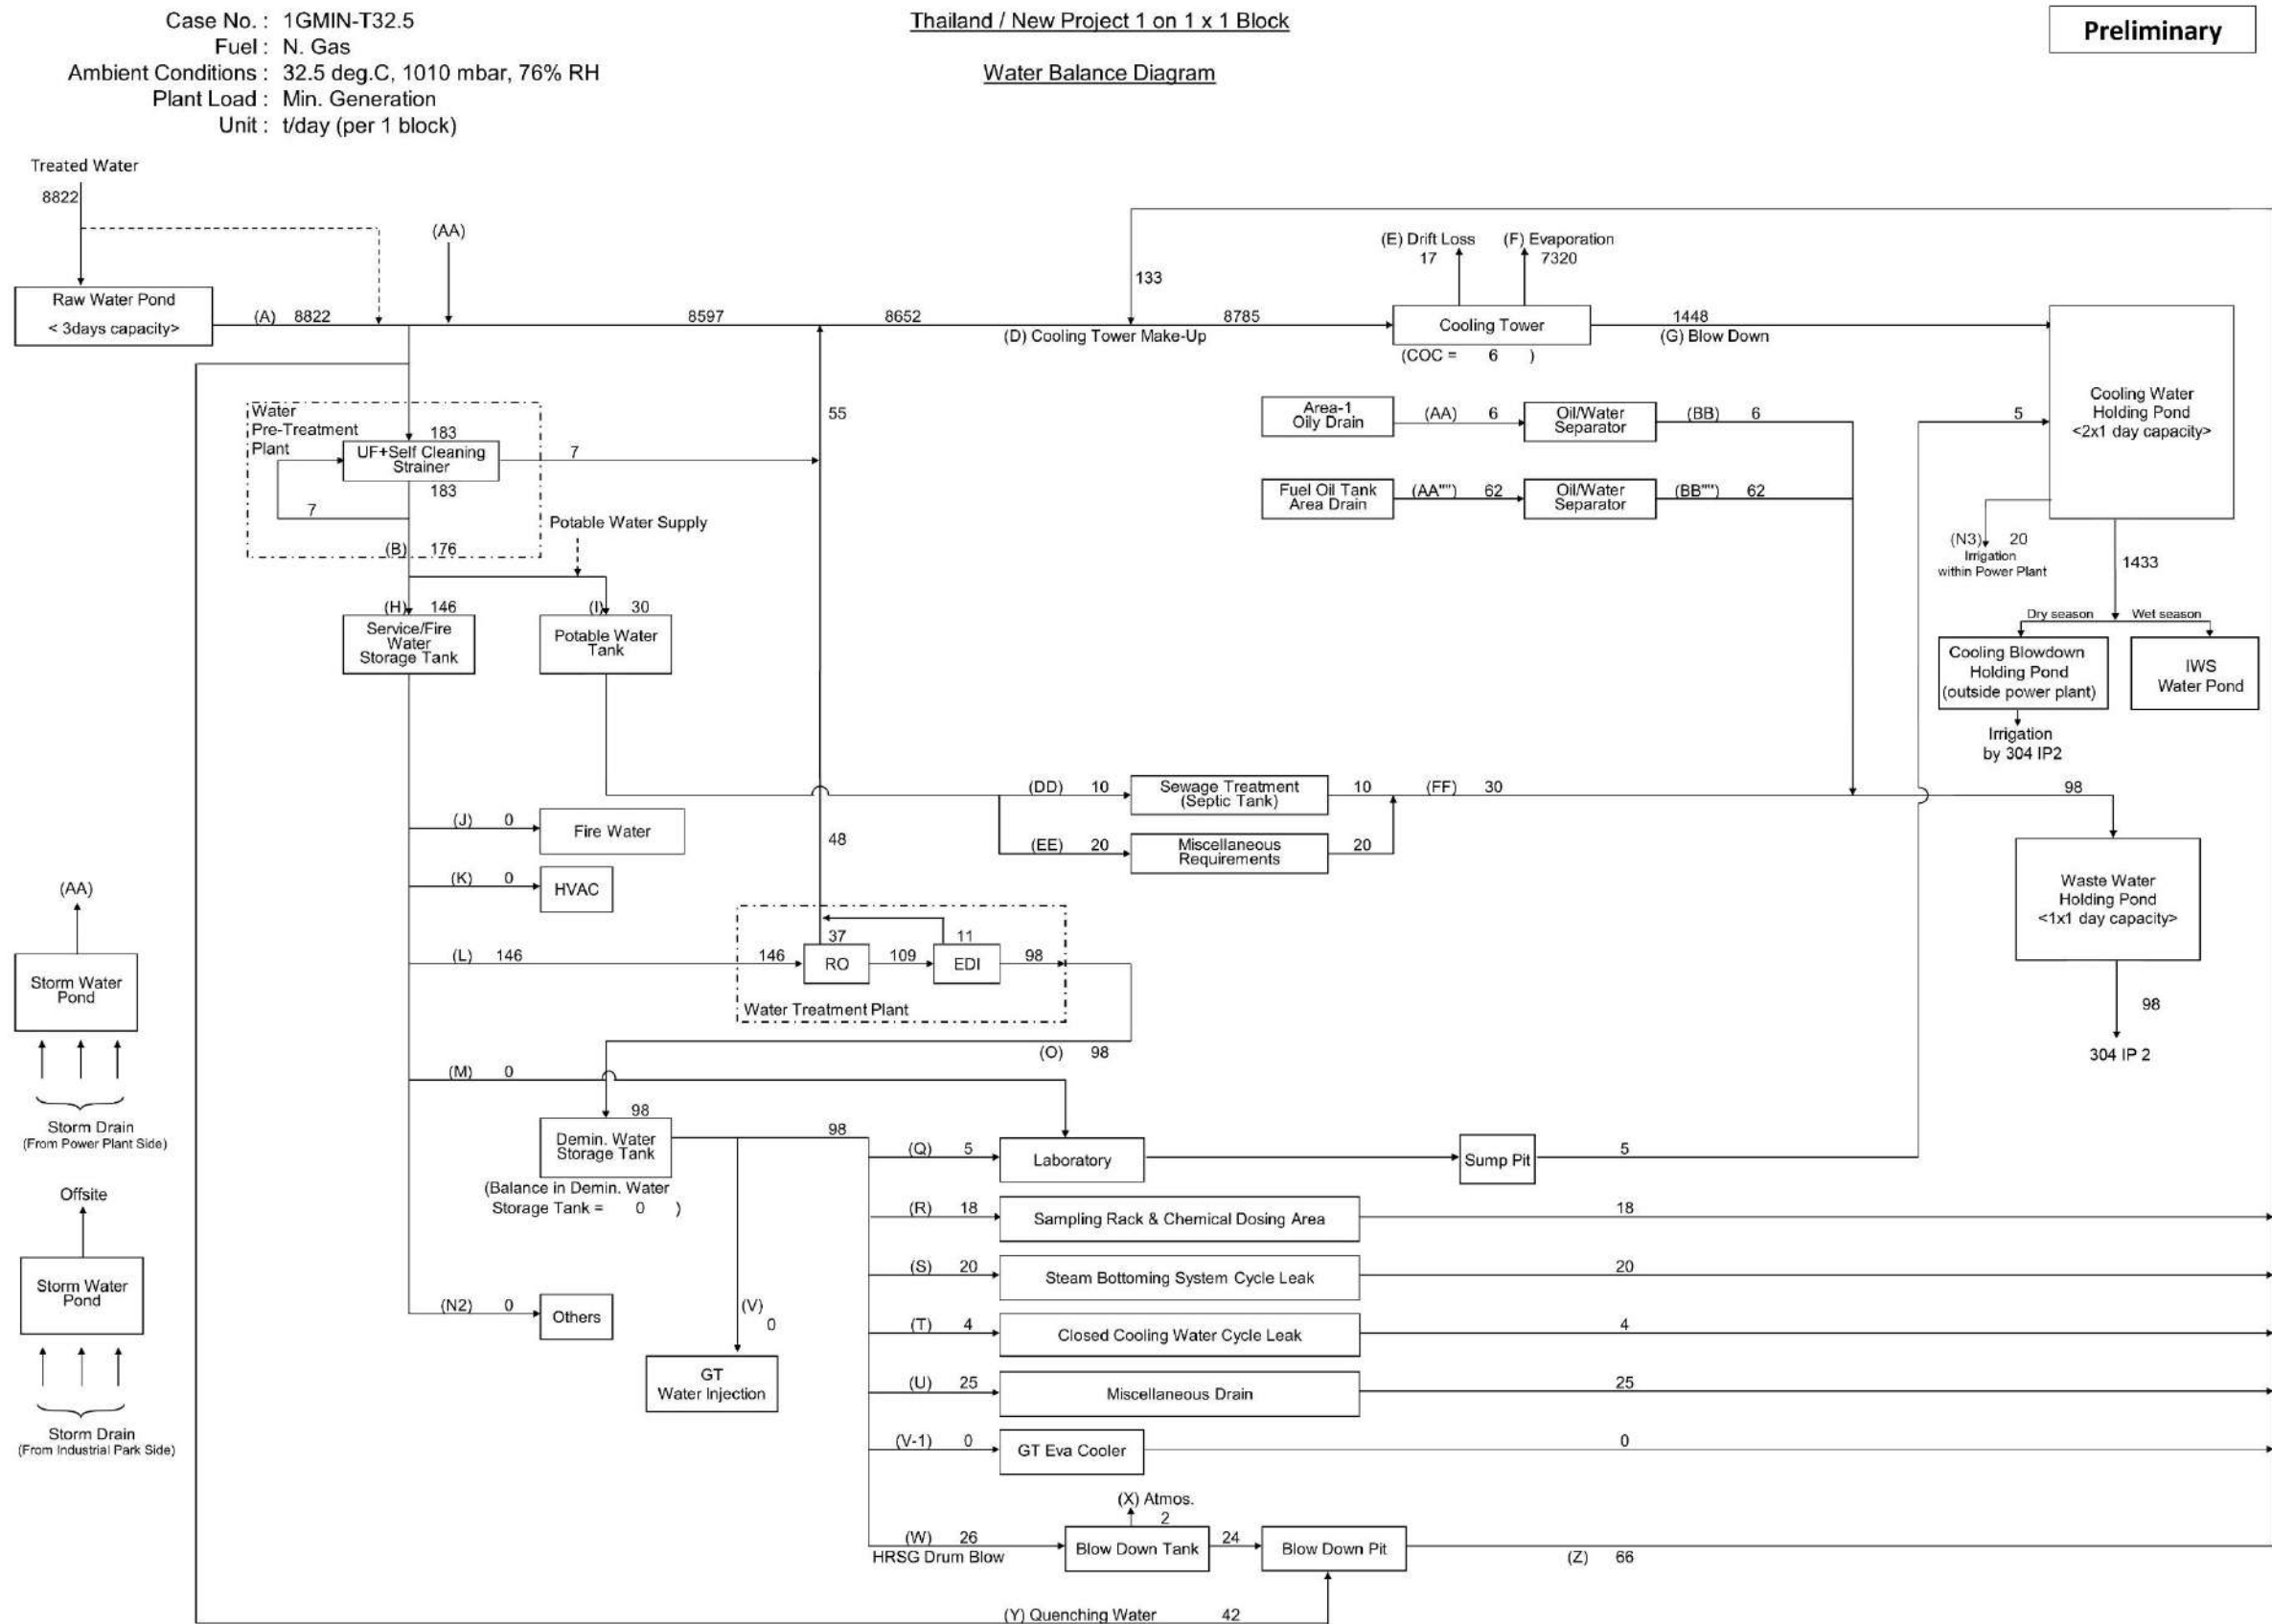 Case No. : 1GMIN-T32.5
Fuel : N. Gas
Ambient Conditions : 32.5 deg.C, 1010 mbar, 76% RH
Plant Load : Min. Generation
Unit : t/day (per 1 block)
Thailand / New Project 1 on 1 x 1 Block
Water Balance Diagram
Preliminary
Treated Water
8822
(AA)
(E) Drift Loss
17
(F) Evaporation
7320
133
Raw Water Pond
< 3days capacity>
(A) 8822
8597
8652
(D) Cooling Tower Make-Up
8785
Cooling Tower
(COC = 6 )
1448
(G) Blow Down
Cooling Water
Holding Pond
<2x1 day capacity>
5
Water
Pre-Treatment
Plant
183
UF+Self Cleaning
Strainer
183
7
7
(B) 176
55
Area-1
Oily Drain
(AA) 6
Oil/Water
Separator
(BB) 6
Fuel Oil Tank
Area Drain
(AA"") 62
Oil/Water
Separator
(BB"") 62
Potable Water Supply
(N3) 20
Irrigation
within Power Plant
1433
(H) 146
Service/Fire
Water
Storage Tank
(I) 30
Potable Water
Tank
Dry season
Wet season
Cooling Blowdown
Holding Pond
(outside power plant)
IWS
Water Pond
Irrigation
by 304 IP2
(DD) 10
Sewage Treatment
(Septic Tank)
10
(FF) 30
98
(EE) 20
Miscellaneous
Requirements
20
(J) 0
Fire Water
48
(K) 0
HVAC
Waste Water
Holding Pond
<1x1 day capacity>
98
304 IP 2
(AA)
Storm Water
Pond
Storm Drain
(From Power Plant Side)
(L) 146
146
37
RO
109
11
EDI
98
Water Treatment Plant
(O) 98
(M) 0
98
Demin. Water
Storage Tank
(Balance in Demin. Water
Storage Tank = 0 )
98
(Q) 5
Laboratory
Sump Pit
5
(R) 18
Sampling Rack & Chemical Dosing Area
18
Offsite
Storm Water
Pond
Storm Drain
(From Industrial Park Side)
(S) 20
Steam Bottoming System Cycle Leak
20
(N2) 0
Others
(V)
0
GT
Water Injection
(T) 4
Closed Cooling Water Cycle Leak
4
(U) 25
Miscellaneous Drain
25
(V-1) 0
GT Eva Cooler
0
(X) Atmos.
2
(W) 26
HRSG Drum Blow
Blow Down Tank
24
Blow Down Pit
(Z) 66
(Y) Quenching Water 42